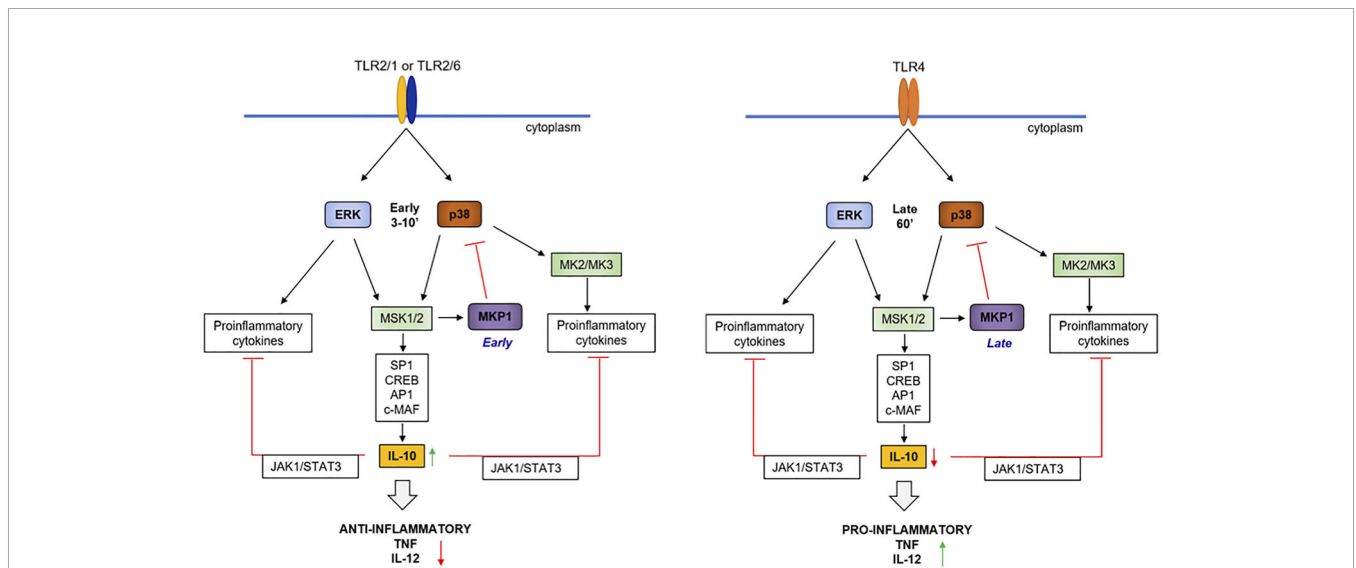 TLR2/1 or TLR2/6
cytoplasm
ERK
Early
3-10’
p38
MK2/MK3
Proinflammatory
cytokines
MSK1/2
MKP1
Early
Proinflammatory
cytokines
SP1
CREB
AP1
c-MAF
IL-10
JAK1/STAT3
JAK1/STAT3
ANTI-INFLAMMATORY
TNF
IL-12
TLR4
cytoplasm
ERK
Late
60’
p38
MK2/MK3
Proinflammatory
cytokines
MSK1/2
MKP1
Late
Proinflammatory
cytokines
SP1
CREB
AP1
c-MAF
IL-10
JAK1/STAT3
JAK1/STAT3
PRO-INFLAMMATORY
TNF
IL-12